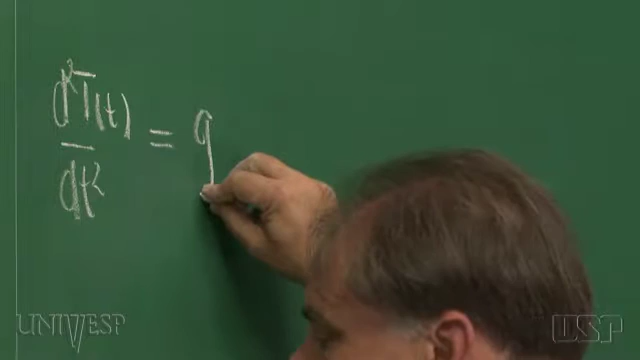 d²T(t)
dt² = q
UNIVESP
USP